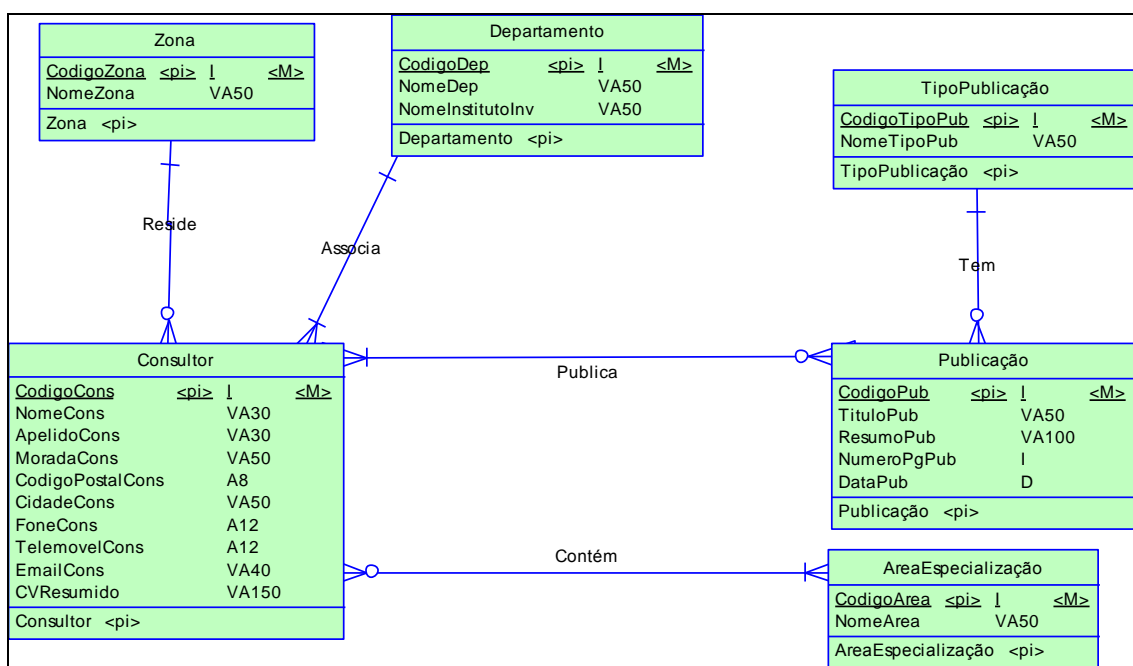 Zona
CodigoZona <pi> I <M>
NomeZona VA50
Zona <pi>
Departamento
CodigoDep <pi> I <M>
NomeDep VA50
NomeInstitutoInv VA50
Departamento <pi>
TipoPublicação
CodigoTipoPub <pi> I <M>
NomeTipoPub VA50
TipoPublicação <pi>
Reside
Associa
Tem
Consultor
CodigoCons <pi> I <M>
NomeCons VA30
ApelidoCons VA30
MoradaCons VA50
CodigoPostalCons A8
CidadeCons VA50
FoneCons A12
TelemovelCons A12
EmailCons VA40
CVResumido VA150
Consultor <pi>
Publica
Publicação
CodigoPub <pi> I <M>
TituloPub VA50
ResumoPub VA100
NumeroPgPub I
DataPub D
Publicação <pi>
Contém
AreaEspecialização
CodigoArea <pi> I <M>
NomeArea VA50
AreaEspecialização <pi>